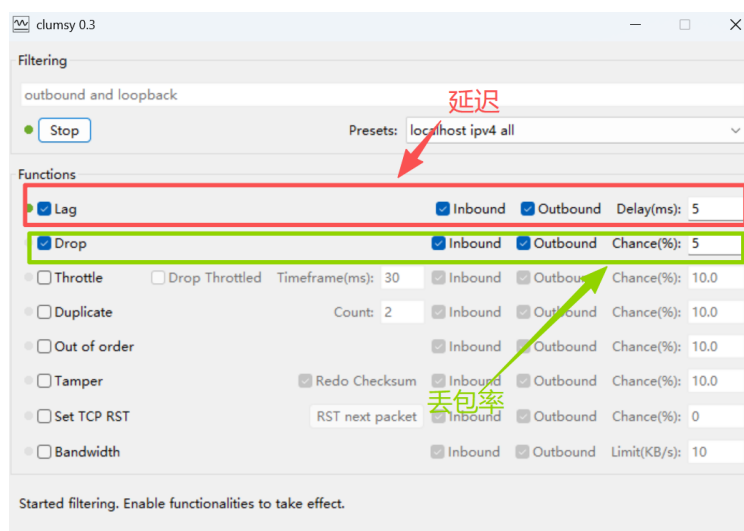 clumsy 0.3
Filtering
outbound and loopback
延迟
Stop Presets: localhost ipv4 all
Functions
Lag Inbound Outbound Delay(ms): 5
Drop Inbound Outbound Chance(%): 5
Throttle Drop Throttled Timeframe(ms): 30 Inbound Outbound Chance(%): 10.0
Duplicate Count: 2 Inbound Outbound Chance(%): 10.0
Out of order Inbound Outbound Chance(%): 10.0
Tamper Redo Checksum Inbound Outbound Chance(%): 10.0
丢包率
Set TCP RST RST next packet Inbound Outbound Chance(%): 0
Bandwidth Inbound Outbound Limit(KB/s): 10
Started filtering. Enable functionalities to take effect.